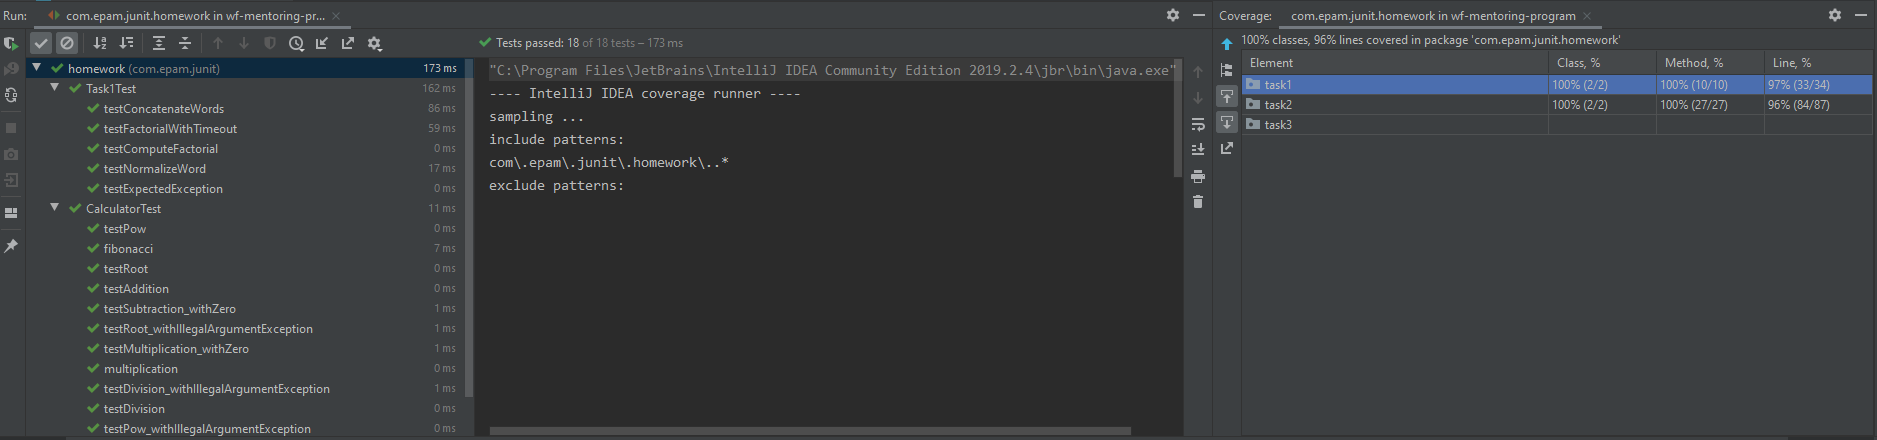 Run: com.epam.junit.homework in wf-mentoring-pr...
Tests passed: 18 of 18 tests – 173 ms
homework (com.epam.junit) 173 ms
Task1Test 162 ms
testConcatenateWords 86 ms
testFactorialWithTimeout 59 ms
testComputeFactorial 0 ms
testNormalizeWord 17 ms
testExpectedException 0 ms
CalculatorTest 11 ms
testPow 0 ms
fibonacci 7 ms
testRoot 0 ms
testAddition 0 ms
testSubtraction_withZero 1 ms
testRoot_withIllegalArgumentException 1 ms
testMultiplication_withZero 1 ms
multiplication 0 ms
testDivision_withIllegalArgumentException 1 ms
testDivision 0 ms
testPow_withIllegalArgumentException 0 ms
"C:\Program Files\JetBrains\IntelliJ IDEA Community Edition 2019.2.4\jbr\bin\java.exe"
---- IntelliJ IDEA coverage runner ----
sampling ...
include patterns:
com\.epam\.junit\.homework\..*
exclude patterns:
Coverage: com.epam.junit.homework in wf-mentoring-program
100% classes, 96% lines covered in package 'com.epam.junit.homework'
Element Class, % Method, % Line, %
task1 100% (2/2) 100% (10/10) 97% (33/34)
task2 100% (2/2) 100% (27/27) 96% (84/87)
task3